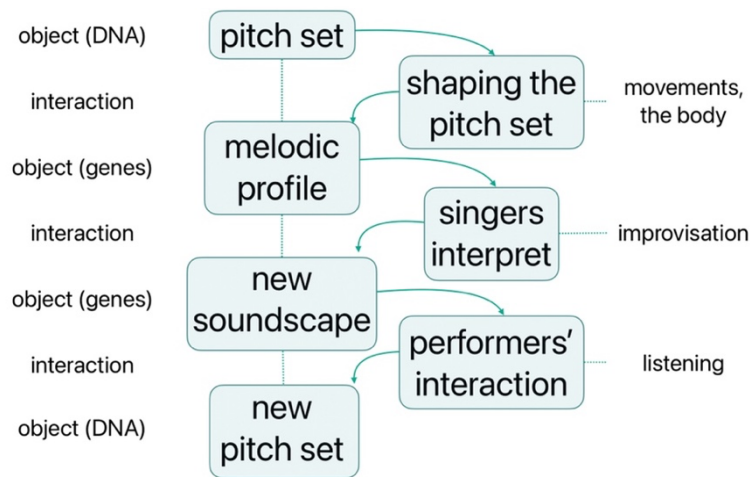 object (DNA)
pitch set
interaction
shaping the
pitch set
movements,
the body
object (genes)
melodic
profile
interaction
singers
interpret
improvisation
object (genes)
new
soundscape
interaction
performers’
interaction
listening
object (DNA)
new
pitch set